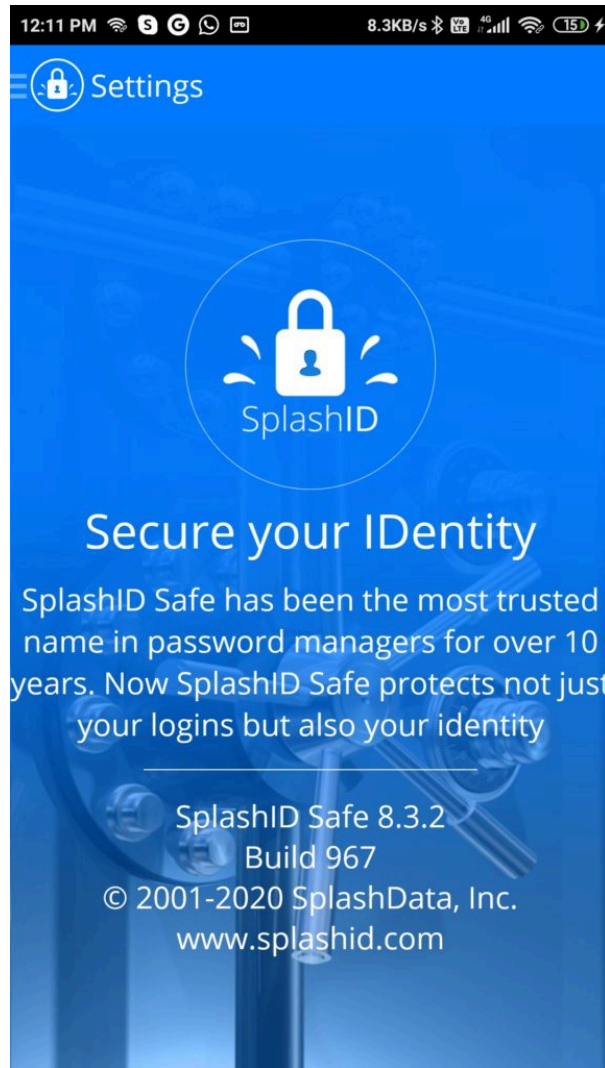 12:11 PM 8.3KB/s Vo LTE 4G 15
Settings
SplashID
Secure your IDentity
SplashID Safe has been the most trusted
name in password managers for over 10
years. Now SplashID Safe protects not just
your logins but also your identity
SplashID Safe 8.3.2
Build 967
© 2001-2020 SplashData, Inc.
www.splashid.com